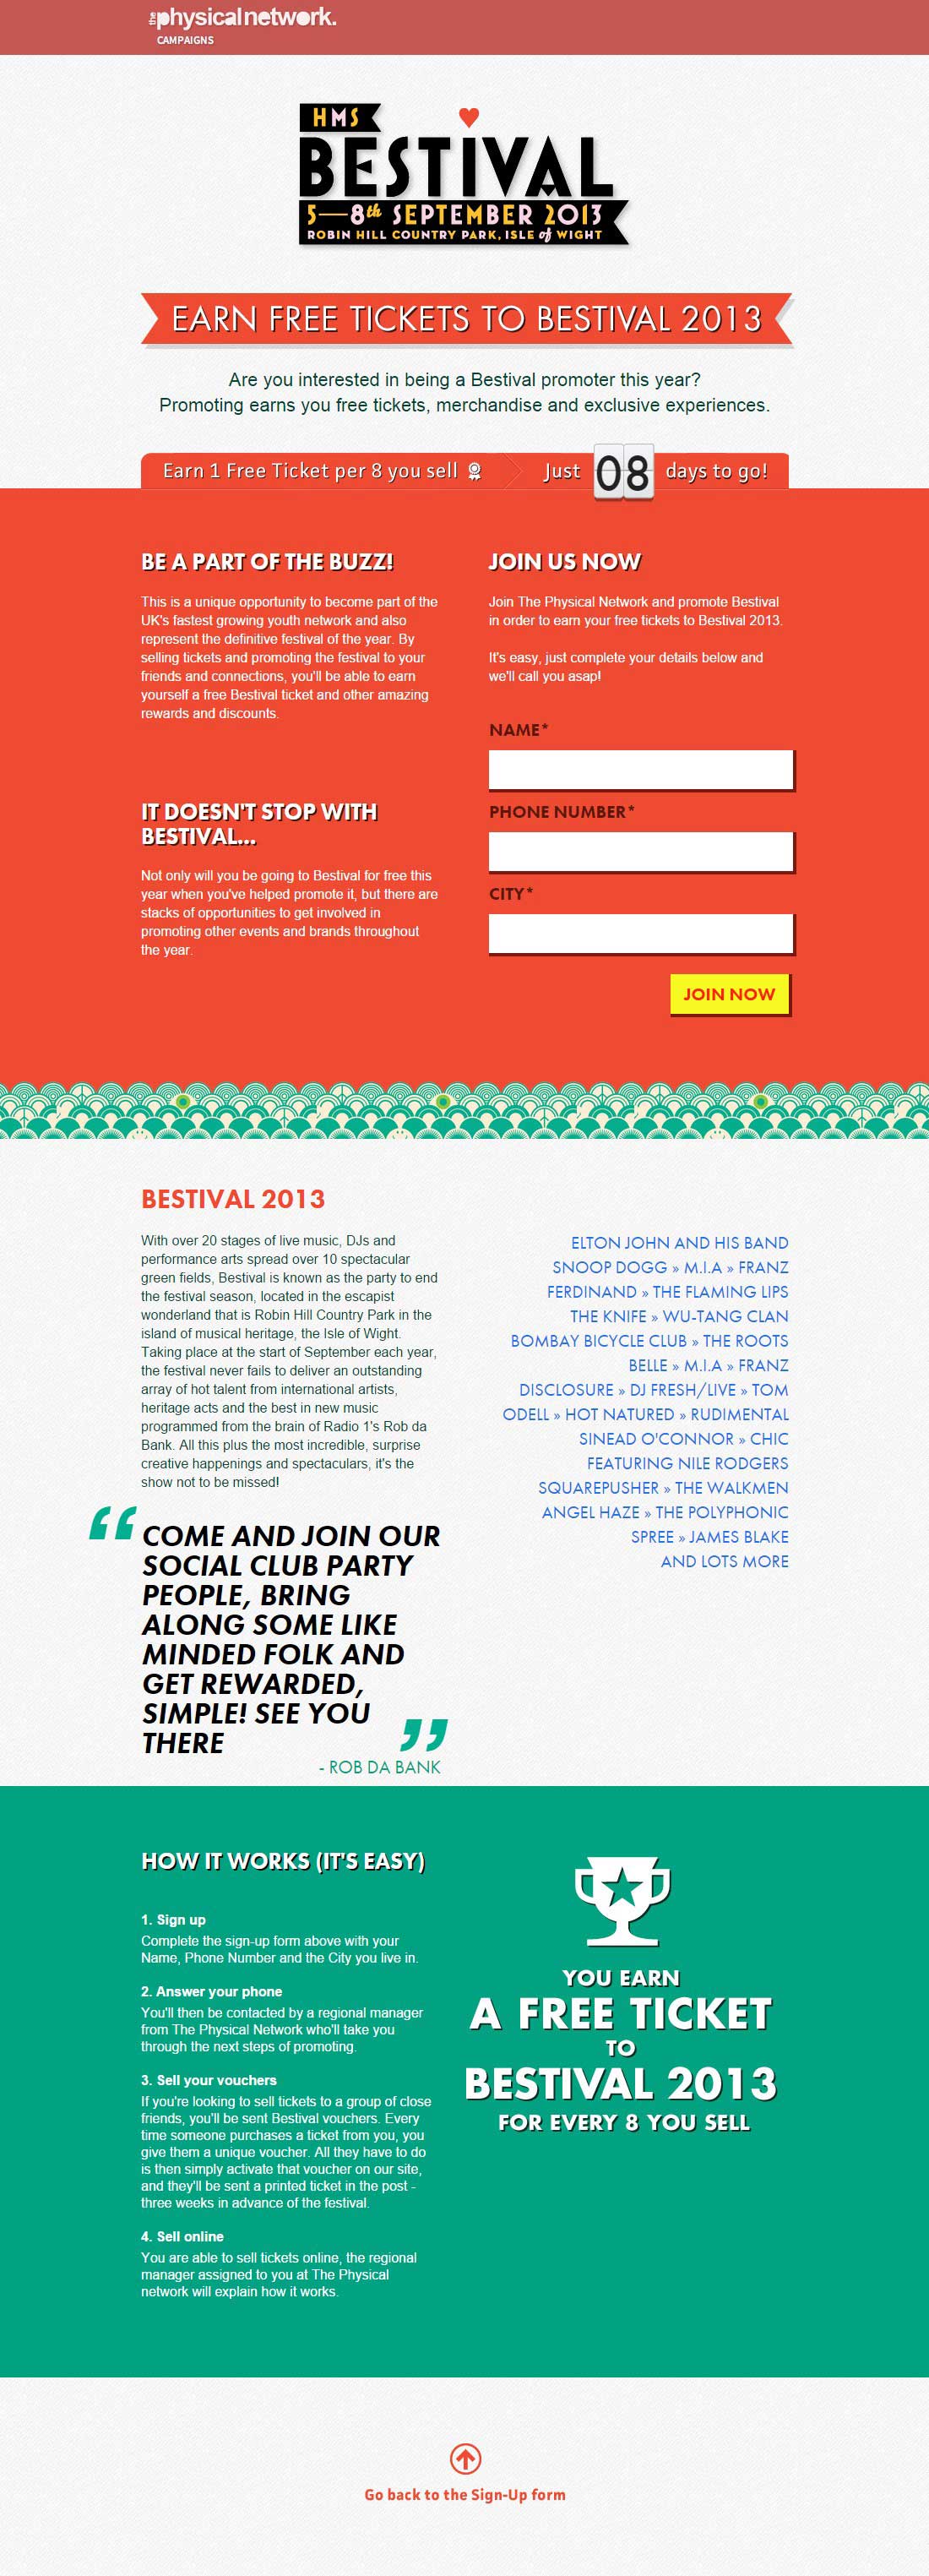 the physicalnetwork.
CAMPAIGNS
HMS
BESTIVAL
5—8th SEPTEMBER 2013
ROBIN HILL COUNTRY PARK, ISLE of WIGHT
EARN FREE TICKETS TO BESTIVAL 2013
Are you interested in being a Bestival promoter this year?
Promoting earns you free tickets, merchandise and exclusive experiences.
Earn 1 Free Ticket per 8 you sell
Just 08 days to go!
BE A PART OF THE BUZZ!
This is a unique opportunity to become part of the
UK's fastest growing youth network and also
represent the definitive festival of the year. By
selling tickets and promoting the festival to your
friends and connections, you'll be able to earn
yourself a free Bestival ticket and other amazing
rewards and discounts.
IT DOESN'T STOP WITH
BESTIVAL...
Not only will you be going to Bestival for free this
year when you've helped promote it, but there are
stacks of opportunities to get involved in
promoting other events and brands throughout
the year.
JOIN US NOW
Join The Physical Network and promote Bestival
in order to earn your free tickets to Bestival 2013.
It's easy, just complete your details below and
we'll call you asap!
NAME*
PHONE NUMBER*
CITY*
JOIN NOW
BESTIVAL 2013
With over 20 stages of live music, DJs and
performance arts spread over 10 spectacular
green fields, Bestival is known as the party to end
the festival season, located in the escapist
wonderland that is Robin Hill Country Park in the
island of musical heritage, the Isle of Wight.
Taking place at the start of September each year,
the festival never fails to deliver an outstanding
array of hot talent from international artists,
heritage acts and the best in new music
programmed from the brain of Radio 1's Rob da
Bank. All this plus the most incredible, surprise
creative happenings and spectaculars, it's the
show not to be missed!
“COME AND JOIN OUR
SOCIAL CLUB PARTY
PEOPLE, BRING
ALONG SOME LIKE
MINDED FOLK AND
GET REWARDED,
SIMPLE! SEE YOU
THERE”
- ROB DA BANK
ELTON JOHN AND HIS BAND
SNOOP DOGG » M.I.A » FRANZ
FERDINAND » THE FLAMING LIPS
THE KNIFE » WU-TANG CLAN
BOMBAY BICYCLE CLUB » THE ROOTS
BELLE » M.I.A » FRANZ
DISCLOSURE » DJ FRESH/LIVE » TOM
ODELL » HOT NATURED » RUDIMENTAL
SINEAD O'CONNOR » CHIC
FEATURING NILE RODGERS
SQUAREPUSHER » THE WALKMEN
ANGEL HAZE » THE POLYPHONIC
SPREE » JAMES BLAKE
AND LOTS MORE
HOW IT WORKS (IT'S EASY)
1. Sign up
Complete the sign-up form above with your
Name, Phone Number and the City you live in.
2. Answer your phone
You'll then be contacted by a regional manager
from The Physical Network who'll take you
through the next steps of promoting.
3. Sell your vouchers
If you're looking to sell tickets to a group of close
friends, you'll be sent Bestival vouchers. Every
time someone purchases a ticket from you, you
give them a unique voucher. All they have to do
is then simply activate that voucher on our site,
and they'll be sent a printed ticket in the post -
three weeks in advance of the festival.
4. Sell online
You are able to sell tickets online, the regional
manager assigned to you at The Physical
network will explain how it works.
YOU EARN
A FREE TICKET
TO
BESTIVAL 2013
FOR EVERY 8 YOU SELL
Go back to the Sign-Up form